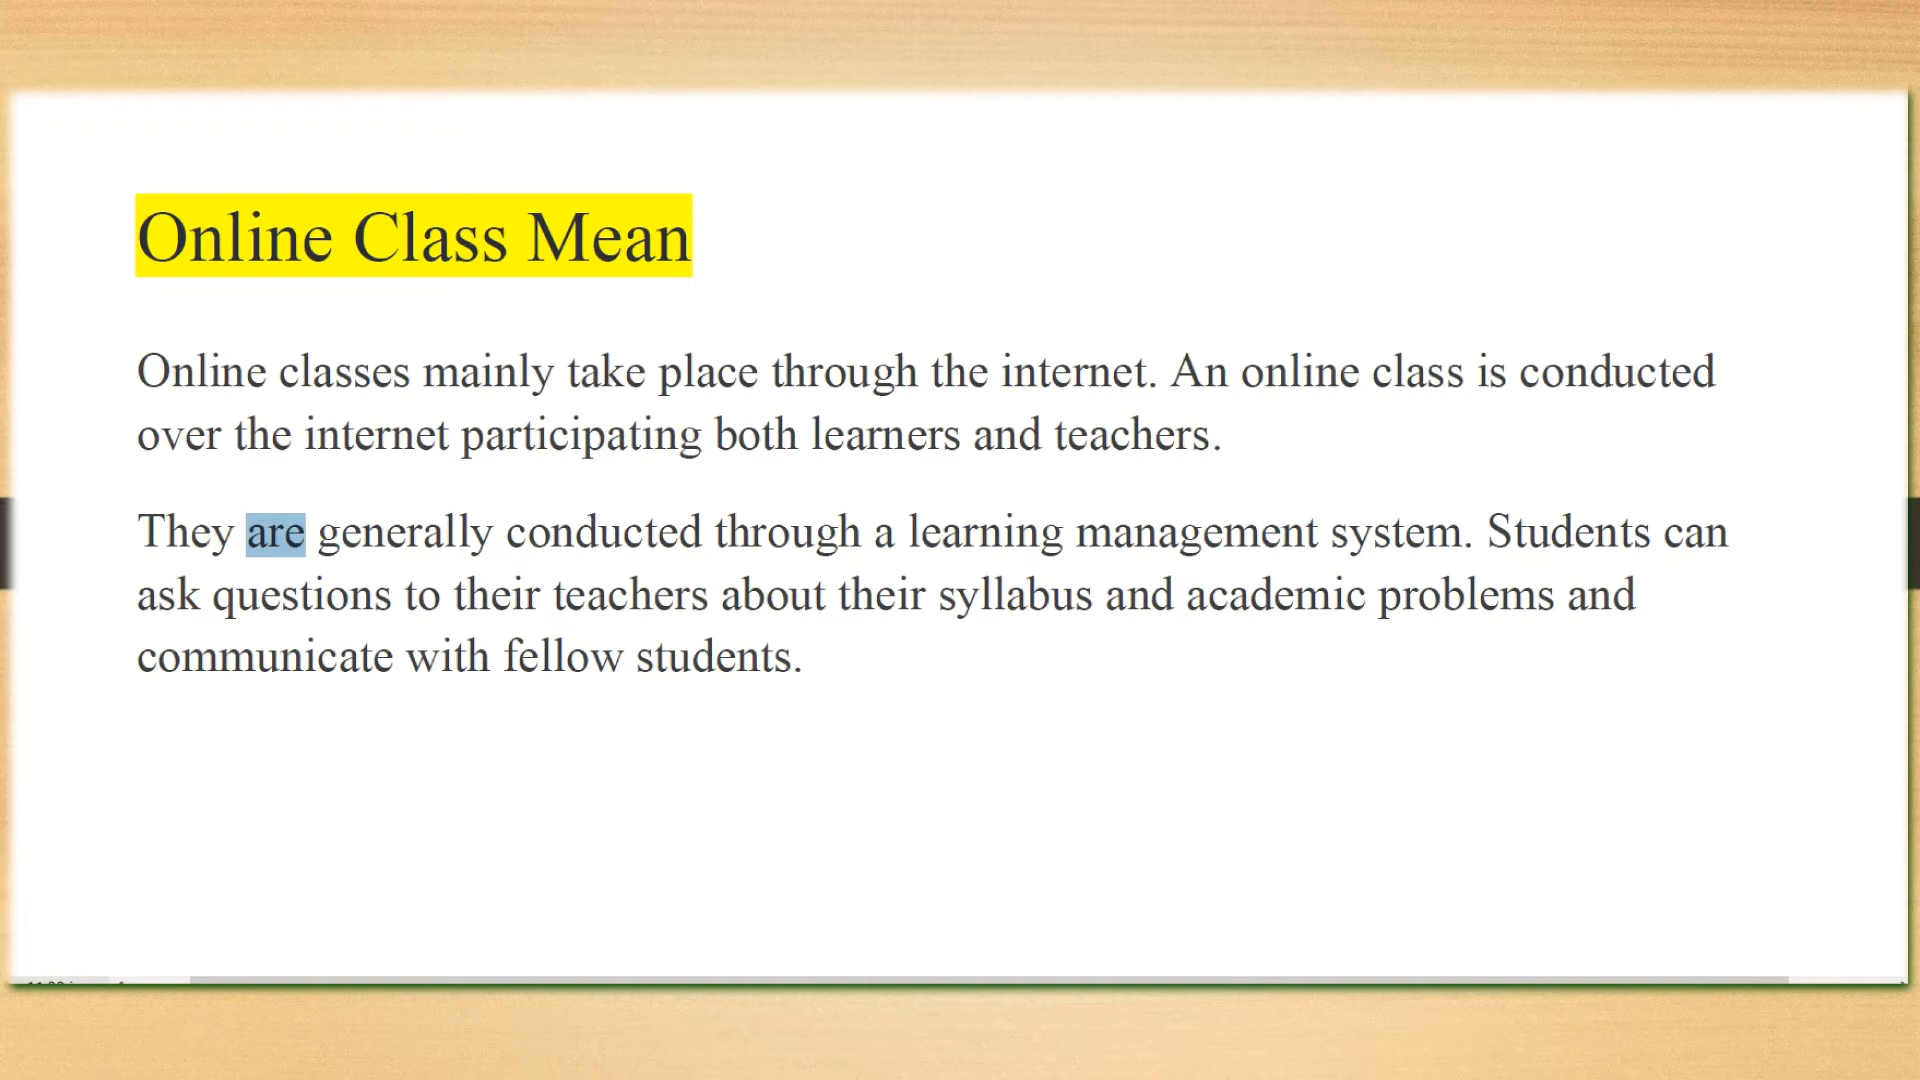 Online Class Mean
Online classes mainly take place through the internet. An online class is conducted
over the internet participating both learners and teachers.
They are generally conducted through a learning management system. Students can
ask questions to their teachers about their syllabus and academic problems and
communicate with fellow students.